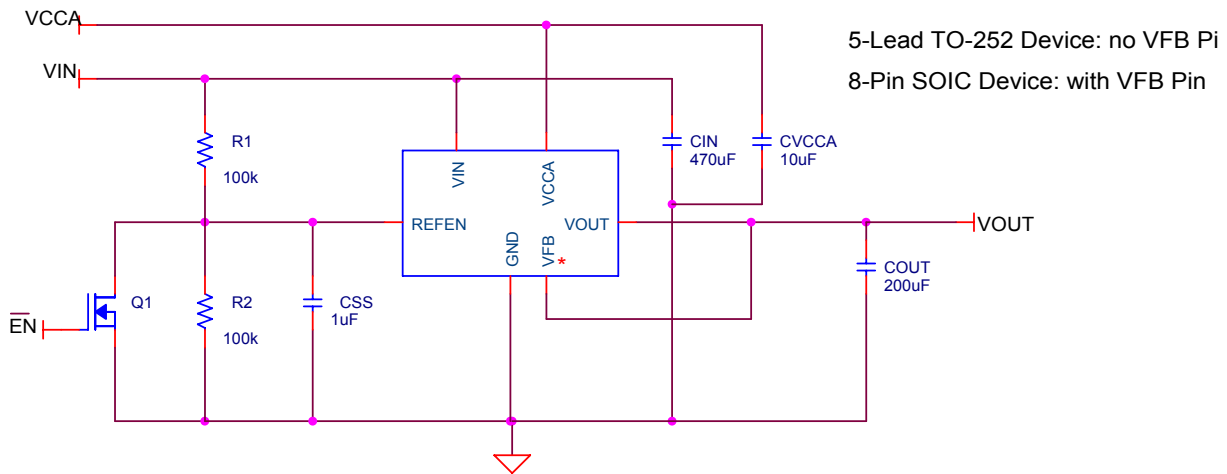 VCCA
5-Lead TO-252 Device: no VFB Pi
VIN
8-Pin SOIC Device: with VFB Pin
R1
100k
CIN
470uF
CVCCA
10uF
VIN
VCCA
REFEN
VOUT
GND
VFB
*
VOUT
COUT
200uF
EN
Q1
R2
100k
CSS
1uF